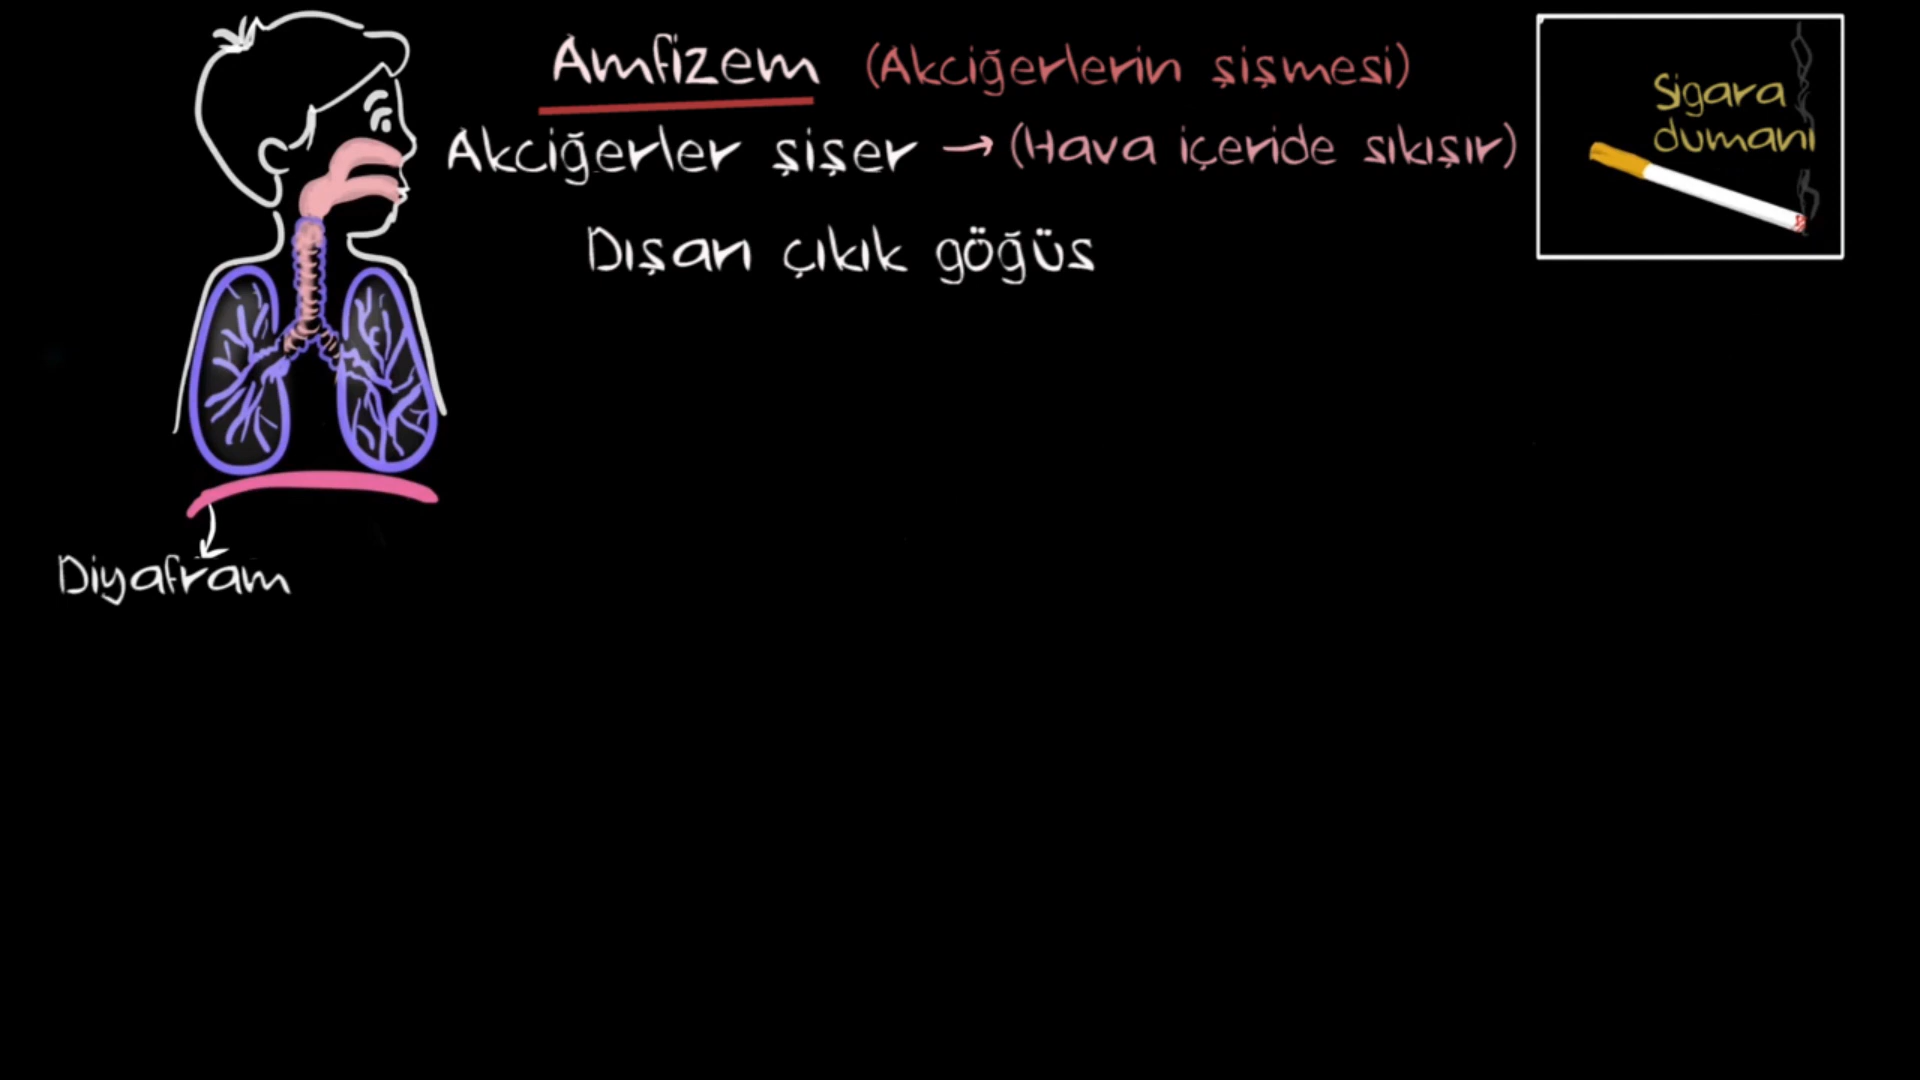 Amfizem (Akciğerlerin şişmesi)
Akciğerler şişer → (Hava içeride sıkışır)
Dışarı çıkık göğüs
Sigara
dumanı
Diyafram